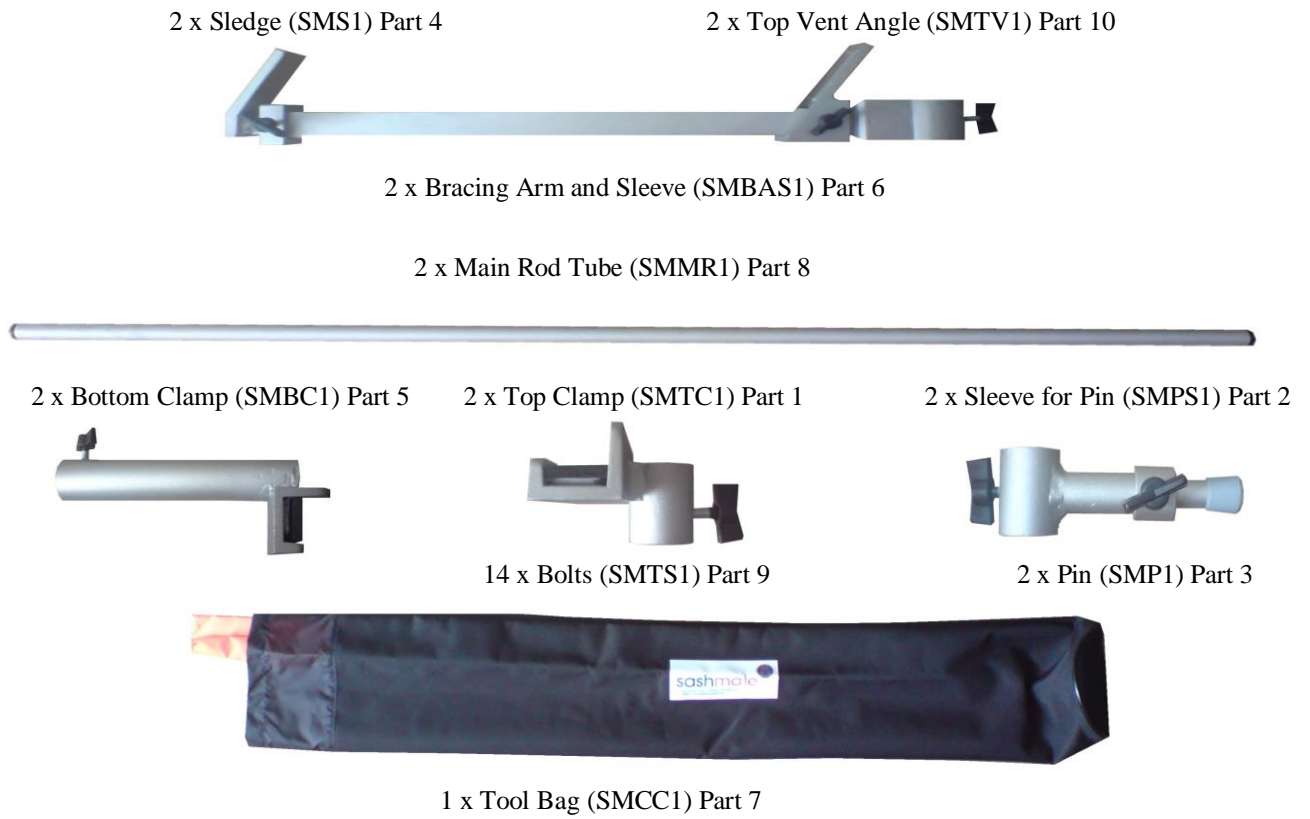 2 x Sledge (SMS1) Part 4
2 x Top Vent Angle (SMTV1) Part 10
2 x Bracing Arm and Sleeve (SMBAS1) Part 6
2 x Main Rod Tube (SMMR1) Part 8
2 x Bottom Clamp (SMBC1) Part 5
2 x Top Clamp (SMTC1) Part 1
2 x Sleeve for Pin (SMPS1) Part 2
14 x Bolts (SMTS1) Part 9
2 x Pin (SMP1) Part 3
sashmate
1 x Tool Bag (SMCC1) Part 7